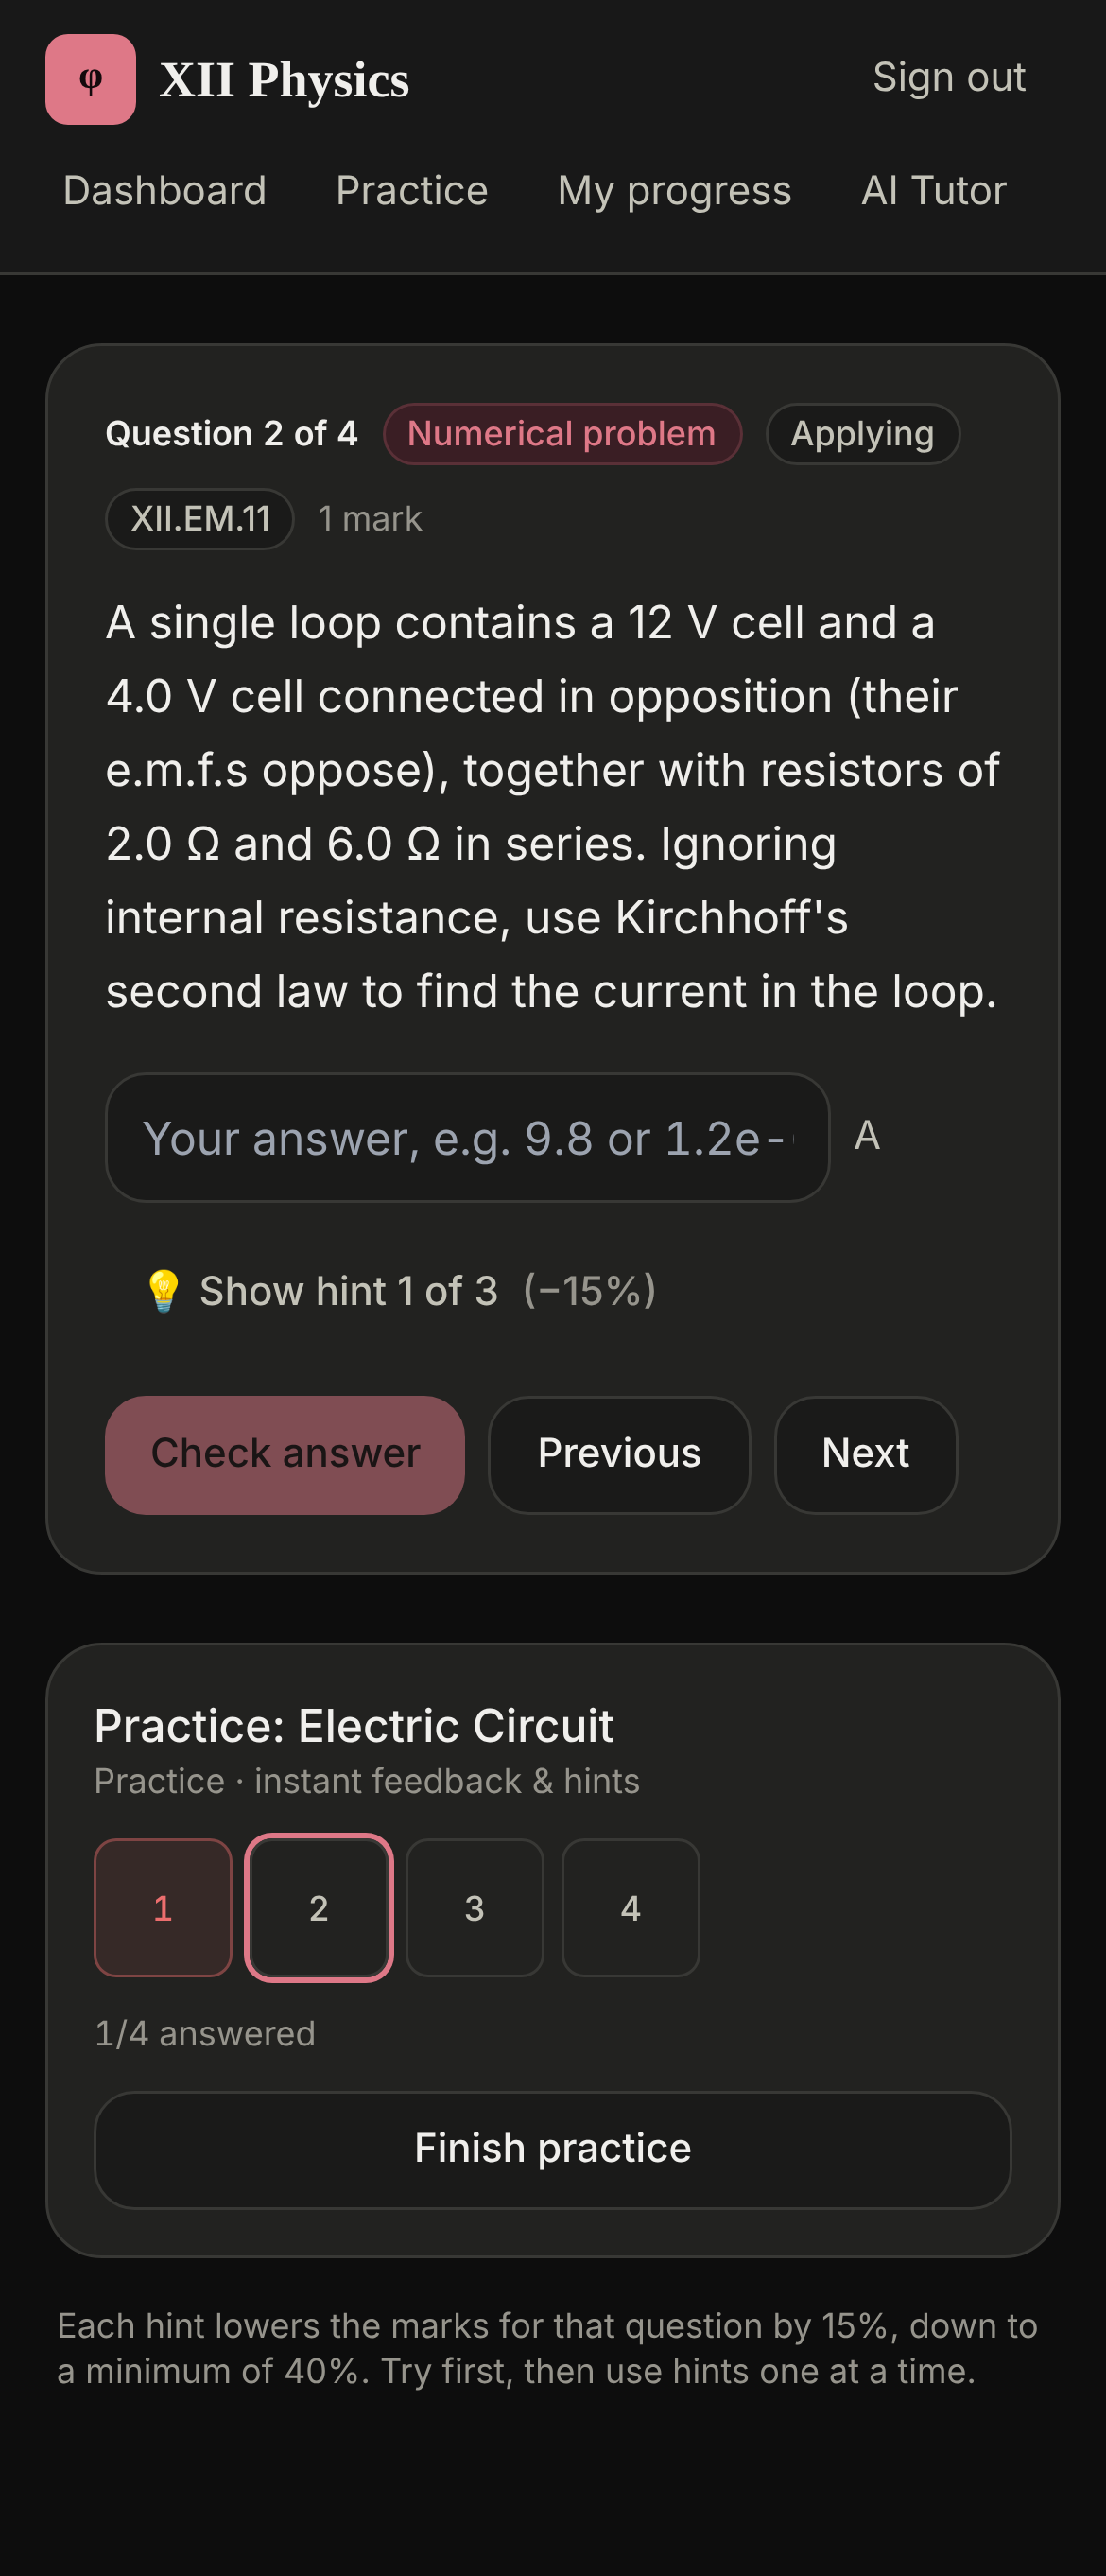 φ XII Physics Sign out
Dashboard Practice My progress AI Tutor
Question 2 of 4 Numerical problem Applying
XII.EM.11 1 mark
A single loop contains a 12 V cell and a
4.0 V cell connected in opposition (their
e.m.f.s oppose), together with resistors of
2.0 Ω and 6.0 Ω in series. Ignoring
internal resistance, use Kirchhoff's
second law to find the current in the loop.
Your answer, e.g. 9.8 or 1.2e- A
💡 Show hint 1 of 3 (−15%)
Check answer Previous Next
Practice: Electric Circuit
Practice · instant feedback & hints
1 2 3 4
1/4 answered
Finish practice
Each hint lowers the marks for that question by 15%, down to
a minimum of 40%. Try first, then use hints one at a time.